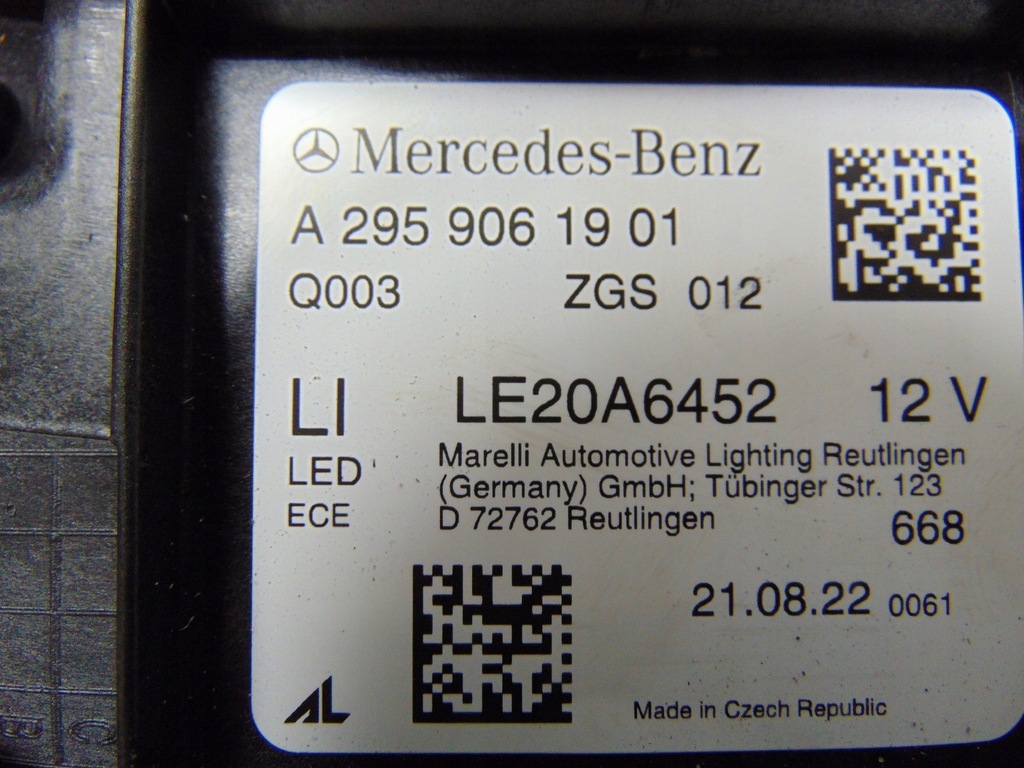 Mercedes-Benz
A 295 906 19 01
Q003 ZGS 012
LI LE20A6452 12 V
LED
ECE
Marelli Automotive Lighting Reutlingen
(Germany) GmbH; Tübinger Str. 123
D 72762 Reutlingen
668
21.08.22 0061
AL
Made in Czech Republic
C
B